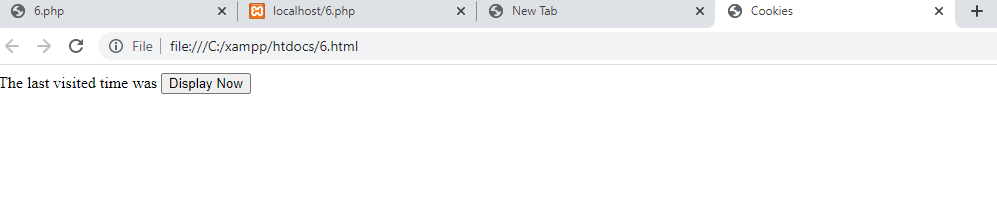 6.php
localhost/6.php
New Tab
Cookies
File
file:///C:/xampp/htdocs/6.html
The last visited time was Display Now